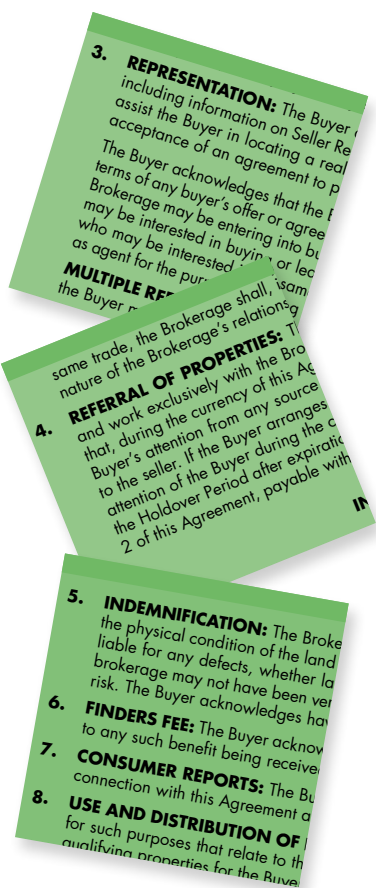 3. REPRESENTATION: The Buyer
including information on Seller Re
assist the Buyer in locating a real
acceptance of an agreement to p
The Buyer acknowledges that the
terms of any buyer's offer or agree
Brokerage may be entering into bu
may be interested in buying or lea
who may be interested
as agent for the pur
MULTIPLE RE
the Buyer
same trade, the Brokerage shall,
nature of the Brokerage's relations
4. REFERRAL OF PROPERTIES: T
and work exclusively with the Bro
that, during the currency of this Ag
Buyer's attention from any source
to the seller. If the Buyer arranges
attention of the Buyer during the c
the Holdover Period after expiratio
2 of this Agreement, payable with
IN
5. INDEMNIFICATION: The Broke
the physical condition of the land
liable for any defects, whether la
brokerage may not have been ver
risk. The Buyer acknowledges hav
6. FINDERS FEE: The Buyer acknow
to any such benefit being receive
7. CONSUMER REPORTS: The Bu
connection with this Agreement a
8. USE AND DISTRIBUTION OF
for such purposes that relate to th
qualifying properties for the Buye